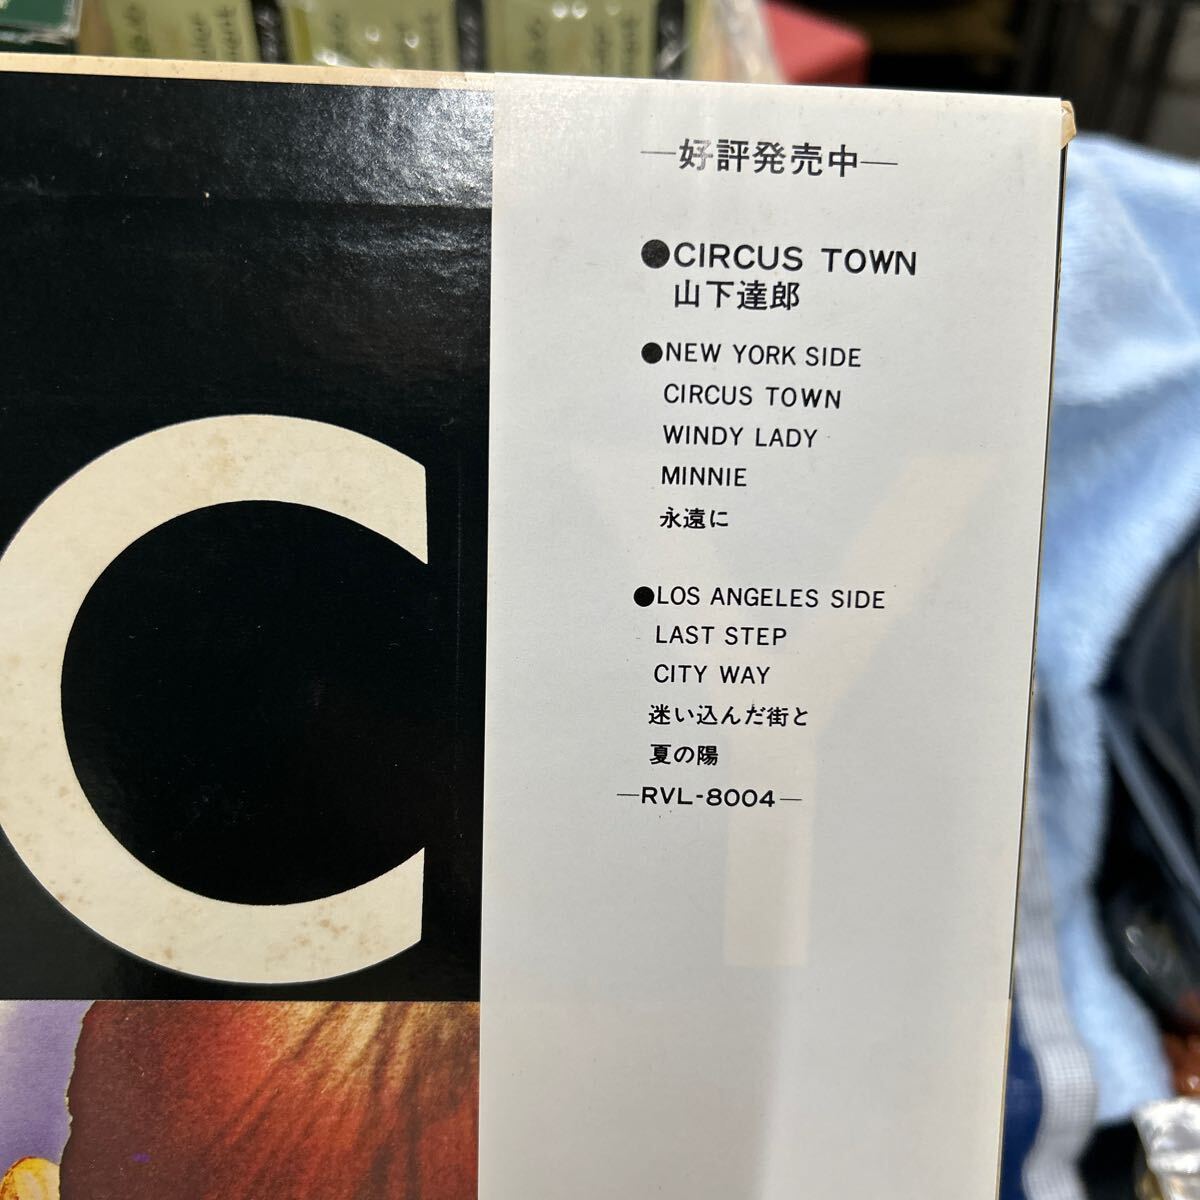 —好評発売中—
●CIRCUS TOWN
山下達郎
●NEW YORK SIDE
CIRCUS TOWN
WINDY LADY
MINNIE
永遠に
●LOS ANGELES SIDE
LAST STEP
CITY WAY
迷い込んだ街と
夏の陽
—RVL-8004—
CY